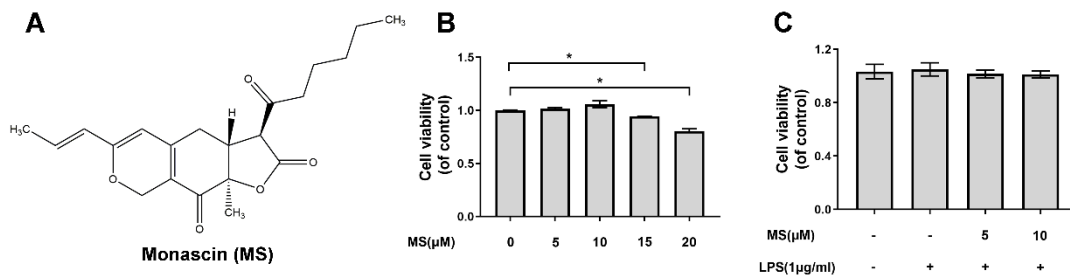 A
CH₃
O
H
H₃C
O
O
O
CH₃
O
Monascin (MS)
B
Cell viability
(of control)
1.5
1.0
0.5
0.0
*
*
MS(μM) 0 5 10 15 20
C
Cell viability
(of control)
1.2
1.0
0.4
0.0
MS(μM) - - 5 10
LPS(1μg/ml) - + + +